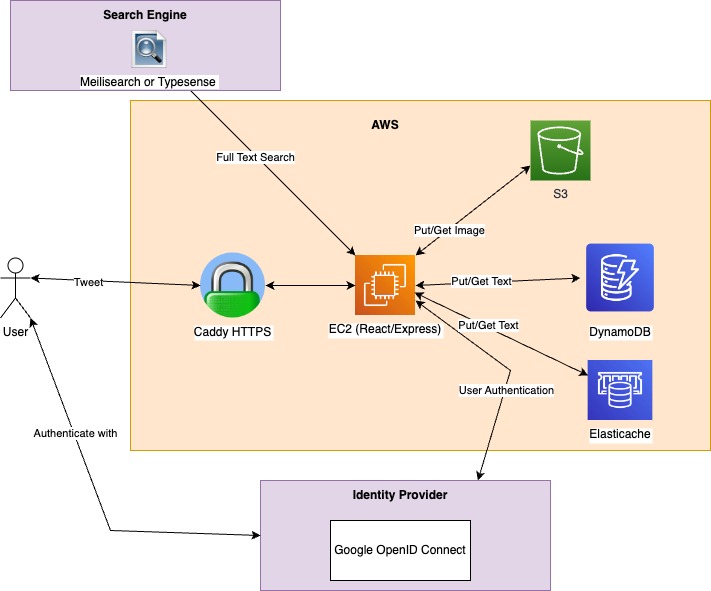 Search Engine
Meilisearch or Typesense
AWS
Full Text Search
S3
Put/Get Image
Tweet
Put/Get Text
Caddy HTTPS
EC2 (React/Express)
Put/Get Text
DynamoDB
User
User Authentication
Authenticate with
Elasticache
Identity Provider
Google OpenID Connect